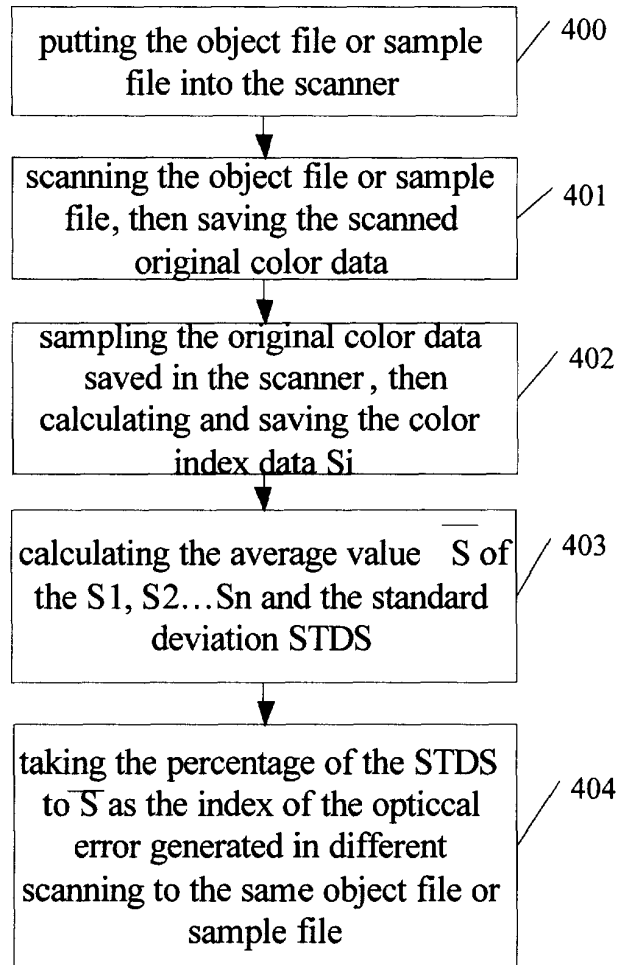 putting the object file or sample
file into the scanner
400
scanning the object file or sample
file, then saving the scanned
original color data
401
sampling the original color data
saved in the scanner, then
calculating and saving the color
index data Si
402
calculating the average value S̅ of
the S1, S2...Sn and the standard
deviation STDS
403
taking the percentage of the STDS
to S̅ as the index of the opticcal
error generated in different
scanning to the same object file or
sample file
404